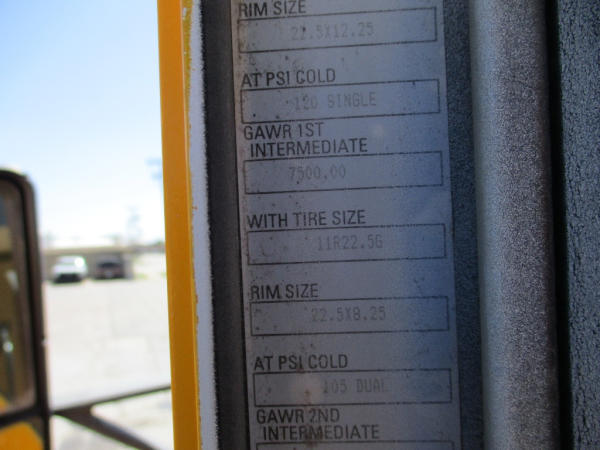 RIM SIZE
22.5X12.25
AT PSI COLD
120 SINGLE
GAWR 1ST
INTERMEDIATE
7500.00
WITH TIRE SIZE
11R22.5G
RIM SIZE
22.5X8.25
AT PSI COLD
105 DUAL
GAWR 2ND
INTERMEDIATE